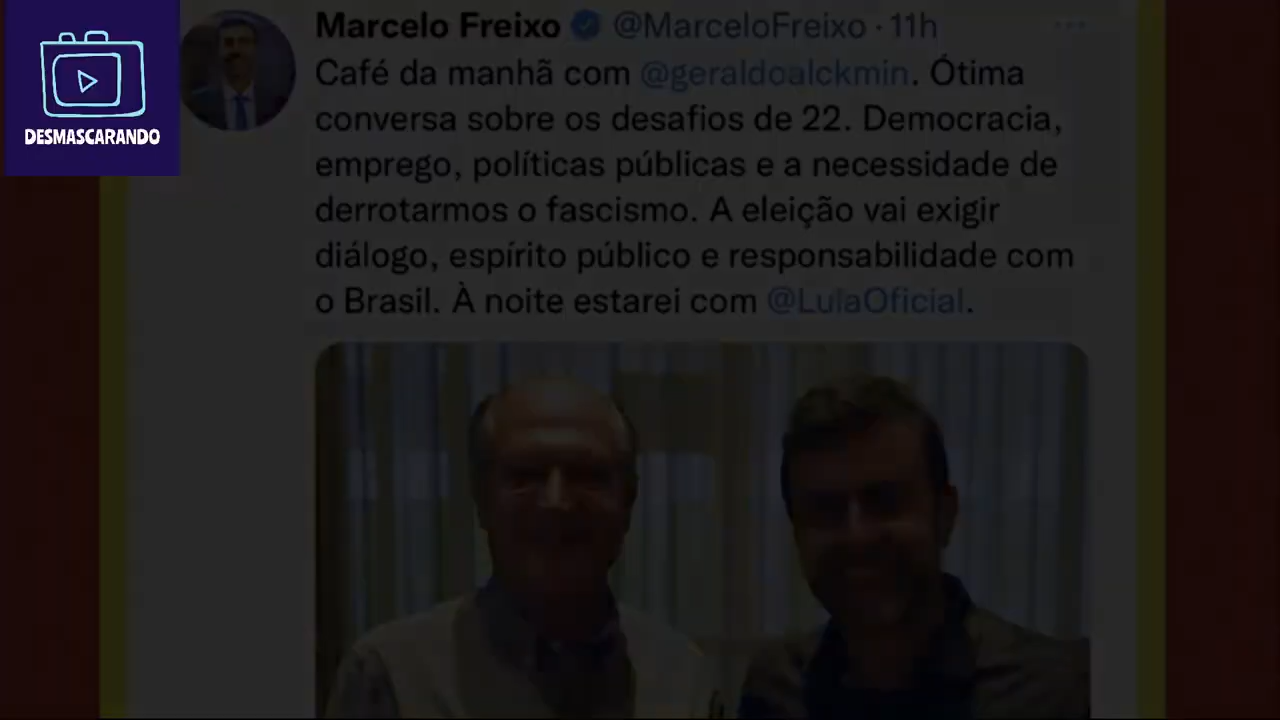 DESMASCARANDO
Marcelo Freixo @MarceloFreixo · 11h
Café da manhã com @geraldoalckmin. Ótima
conversa sobre os desafios de 22. Democracia,
emprego, políticas públicas e a necessidade de
derrotarmos o fascismo. A eleição vai exigir
diálogo, espírito público e responsabilidade com
o Brasil. À noite estarei com @LulaOficial.